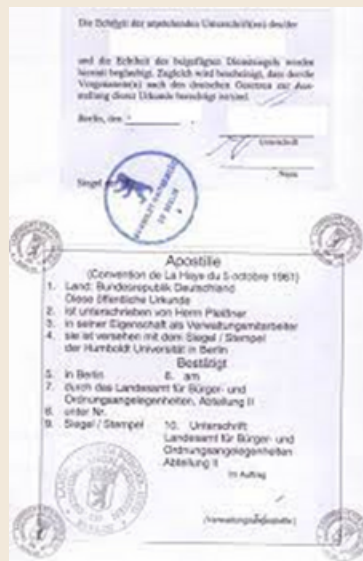 Die Echtheit der umstehenden Unterschrift(en) des/der
und die Echtheit des beigefügten Dienstsiegels werden
hiermit beglaubigt. Zugleich wird bescheinigt, dass der/die
Vorgenannte(n) nach den deutschen Gesetzen zur Aus-
stellung dieser Urkunde berechtigt ist/sind.
Berlin, den
Unterschrift
Siegel
Name
Apostille
(Convention de La Haye du 5 octobre 1961)
1. Land: Bundesrepublik Deutschland
Diese öffentliche Urkunde
2. ist unterschrieben von Herrn
3. in seiner Eigenschaft als Verwaltungsmitarbeiter
4. sie ist versehen mit dem Siegel / Stempel
der Humboldt Universität in Berlin
Bestätigt
5. in Berlin 6. am
7. durch das Landesamt für Bürger- und
Ordnungsangelegenheiten, Abteilung II
8. unter Nr.
9. Siegel / Stempel 10. Unterschrift
Landesamt für Bürger- und
Ordnungsangelegenheiten
Abteilung II
Im Auftrag